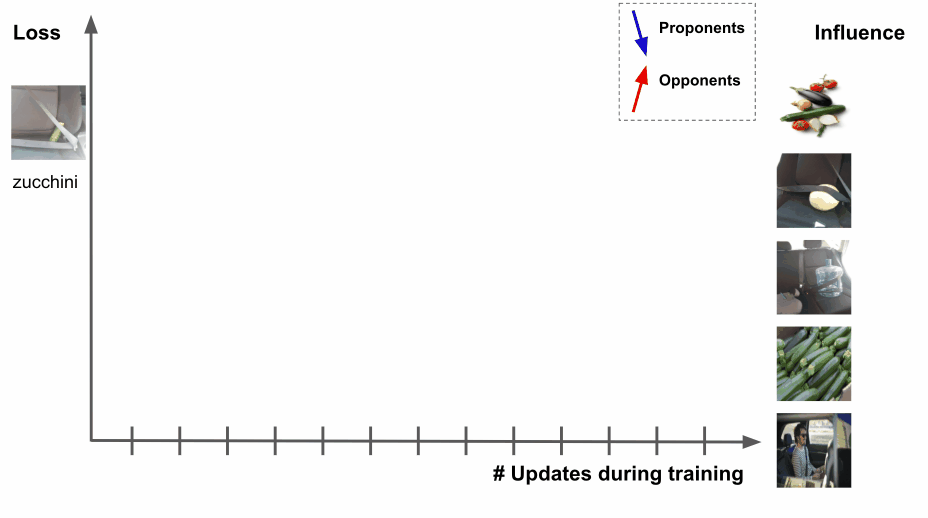 Loss
Proponents
Influence
Opponents
zucchini
# Updates during training